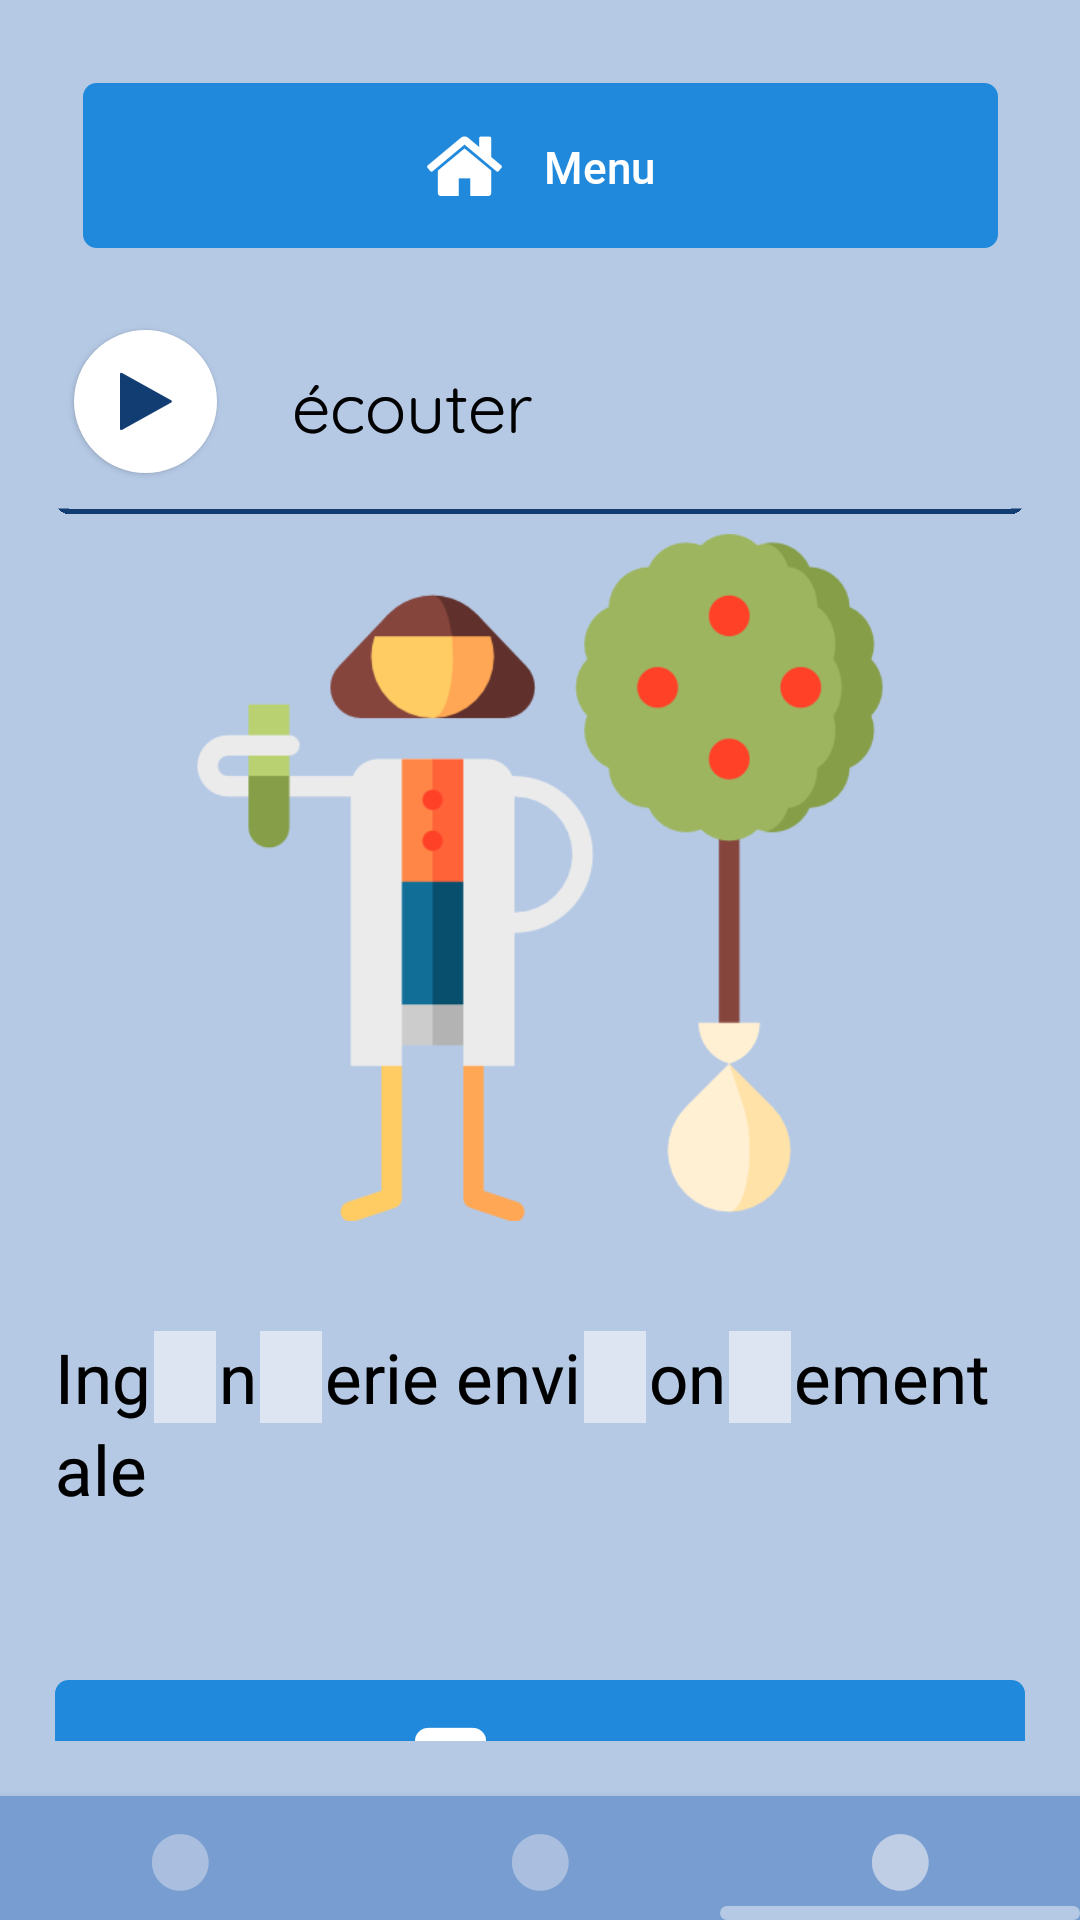 Menu
écouter
Ing n erie envi on ement
ale